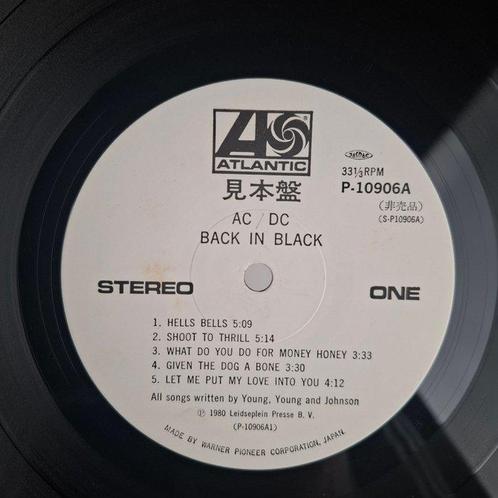 ATLANTIC
JASRAC
33⅓RPM
見本盤
P-10906A
(非売品)
(S-P10906A)
AC/DC
BACK IN BLACK
STEREO
ONE
1. HELLS BELLS 5:09
2. SHOOT TO THRILL 5:14
3. WHAT DO YOU DO FOR MONEY HONEY 3:33
4. GIVEN THE DOG A BONE 3:30
5. LET ME PUT MY LOVE INTO YOU 4:12
All songs written by Young, Young and Johnson
Ⓟ 1980 Leidseplein Presse B. V.
(P-10906A1)
MADE BY WARNER PIONEER CORPORATION, JAPAN.